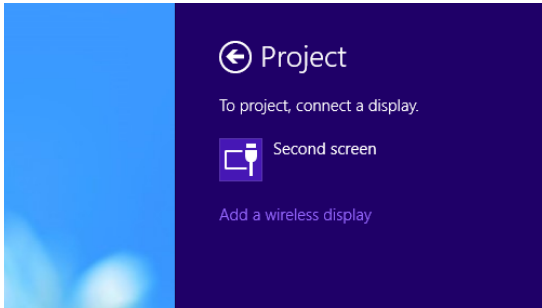 Project
To project, connect a display.
Second screen
Add a wireless display